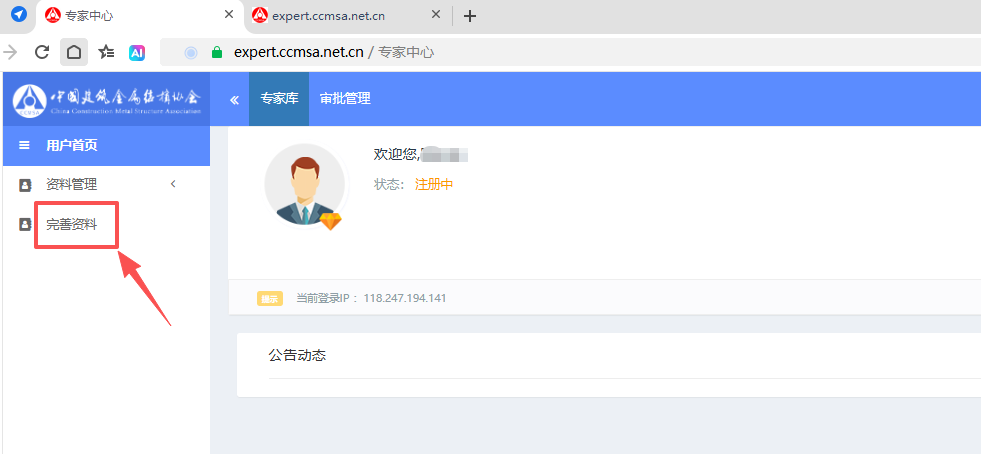 专家中心
expert.ccmsa.net.cn
AI
expert.ccmsa.net.cn / 专家中心
中国建筑金属结构协会
China Construction Metal Structure Association
CCMSA
专家库
审批管理
用户首页
欢迎您,
资料管理
状态： 注册中
完善资料
提示 当前登录IP： 118.247.194.141
公告动态